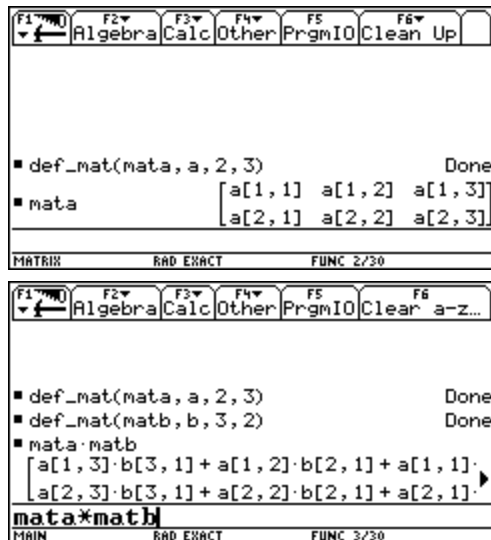 F1 F2 Algebra F3 Calc F4 Other F5 PrgmIO F6 Clean Up
def_mat(mata,a,2,3) Done
mata [a[1,1] a[1,2] a[1,3]
a[2,1] a[2,2] a[2,3]]
MATRIX RAD EXACT FUNC 2/30
F1 F2 Algebra F3 Calc F4 Other F5 PrgmIO F6 Clear a-z…
def_mat(mata,a,2,3) Done
def_mat(matb,b,3,2) Done
mata·matb
[a[1,3]·b[3,1]+a[1,2]·b[2,1]+a[1,1]·
a[2,3]·b[3,1]+a[2,2]·b[2,1]+a[2,1]·
mata*matb
MAIN RAD EXACT FUNC 3/30